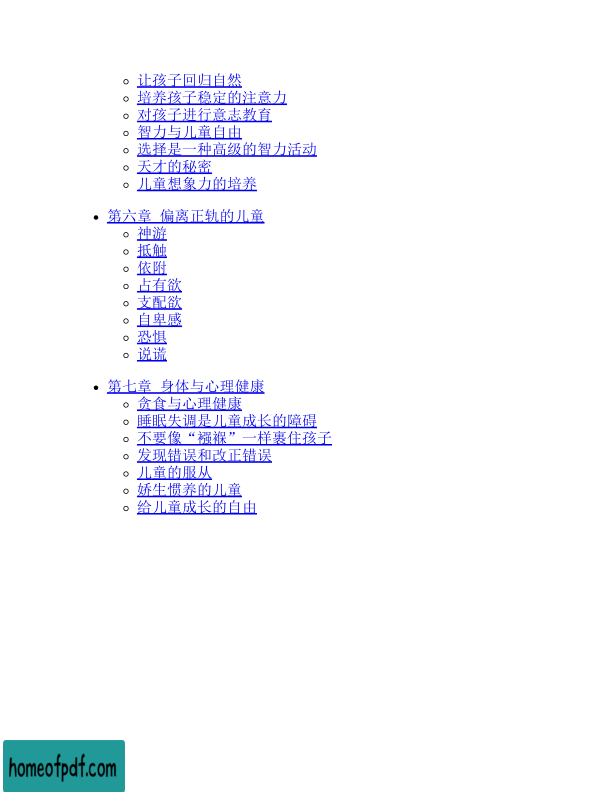 让孩子回归自然
培养孩子稳定的注意力
对孩子进行意志教育
智力与儿童自由
选择是一种高级的智力活动
天才的秘密
儿童想象力的培养
第六章 偏离正轨的儿童
神游
抵触
依附
占有欲
支配欲
自卑感
恐惧
说谎
第七章 身体与心理健康
贪食与心理健康
睡眠失调是儿童成长的障碍
不要像“襁褓”一样裹住孩子
发现错误和改正错误
儿童的服从
娇生惯养的儿童
给儿童成长的自由
homeofpdf.com